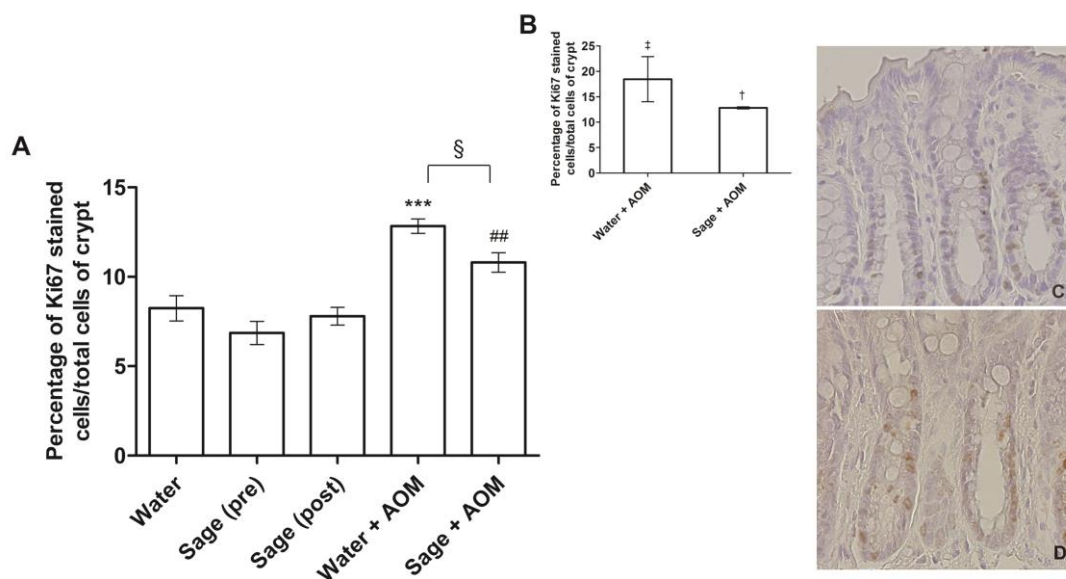 A
Percentage of Ki67 stained
cells/total cells of crypt
15
10
5
0
***
§
##
Water
Sage (pre)
Sage (post)
Water + AOM
Sage + AOM
B
Percentage of Ki67 stained
cells/total cells of crypt
25
20
15
10
5
0
‡
†
Water + AOM
Sage + AOM
C
D